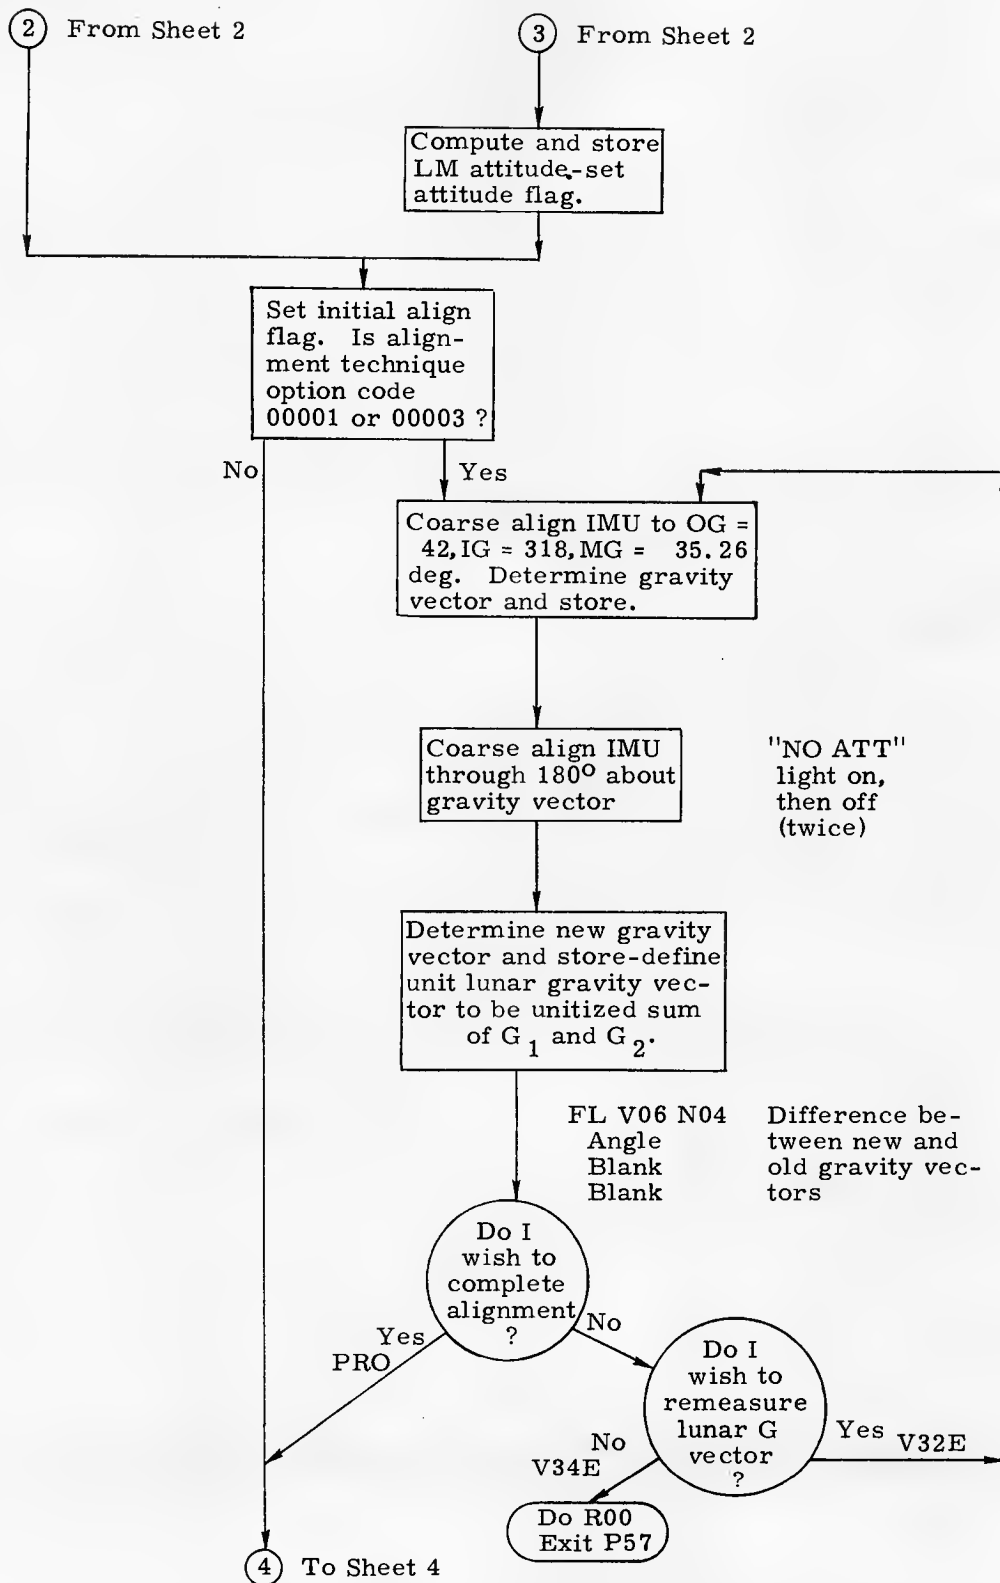 2 From Sheet 2
3 From Sheet 2
Compute and store
LM attitude-set
attitude flag.
Set initial align
flag. Is align-
ment technique
option code
00001 or 00003 ?
No
Yes
Coarse align IMU to OG =
42, IG = 318, MG = 35.26
deg. Determine gravity
vector and store.
Coarse align IMU
through 180° about
gravity vector
"NO ATT"
light on,
then off
(twice)
Determine new gravity
vector and store-define
unit lunar gravity vec-
tor to be unitized sum
of G1 and G2.
FL V06 N04
Angle
Blank
Blank
Difference be-
tween new and
old gravity vec-
tors
Do I
wish to
complete
alignment
?
Yes
PRO
No
Do I
wish to
remeasure
lunar G
vector
?
Yes V32E
No
V34E
Do R00
Exit P57
4 To Sheet 4